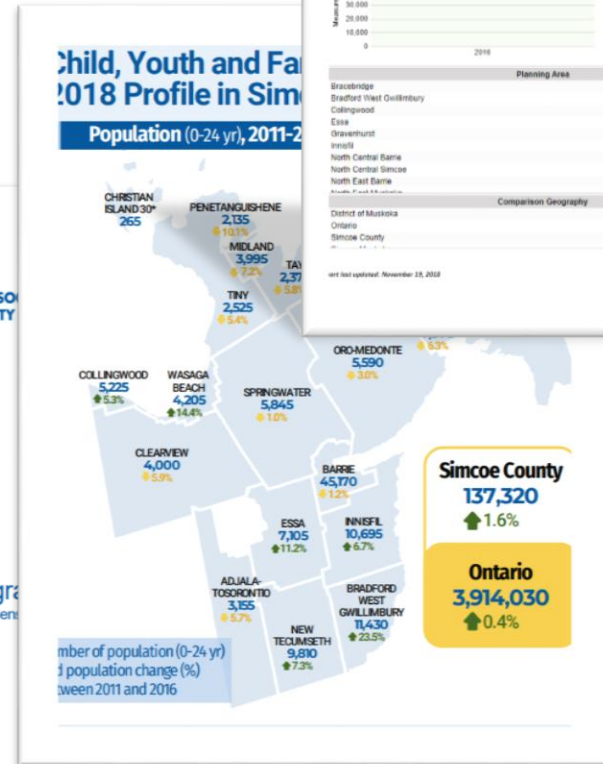 30,000
20,000
10,000
0
2016
Planning Area
Bracebridge
Bradford West Gwillimbury
Collingwood
Essa
Gravenhurst
Innisfil
North Central Barrie
North Central Simcoe
North East Barrie
Comparison Geography
District of Muskoka
Ontario
Simcoe County
last updated: November 19, 2018
Child, Youth and Fa
2018 Profile in Sim
Population (0-24 yr), 2011-2
CHRISTIAN
ISLAND 30*
265
PENETANGUISHENE
2,135
10.1%
MIDLAND
3,995
7.2%
TA
2,37
5.8
TINY
2,525
5.4%
5.3%
ORO-MEDONTE
5,590
3.0%
COLLINGWOOD
5,225
5.3%
WASAGA
BEACH
4,205
14.4%
SPRINGWATER
5,845
1.0%
CLEARVIEW
4,000
5.9%
BARRIE
45,170
1.2%
Simcoe County
137,320
1.6%
ESSA
7,105
11.2%
INNISFIL
10,695
6.7%
Ontario
3,914,030
0.4%
ADJALA-
TOSORONTIO
3,155
5.7%
BRADFORD
WEST
GWILLIMBURY
11,430
23.5%
NEW
TECUMSETH
9,810
7.3%
mber of population (0-24 yr)
d population change (%)
tween 2011 and 2016